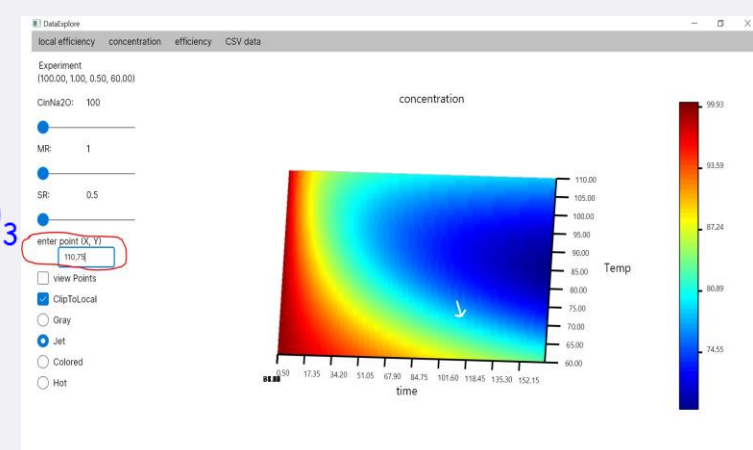 DataExplore
local efficiency concentration efficiency CSV data
Experiment
(100.00, 1.00, 0.50, 60.00)
CinNa2O: 100
MR: 1
SR: 0.5
3
enter point (X, Y)
110,75
view Points
ClipToLocal
Gray
Jet
Colored
Hot
concentration
110.00
105.00
100.00
95.00
90.00
85.00
80.00
75.00
70.00
65.00
60.00
Temp
0.50 17.35 34.20 51.05 67.90 84.75 101.60 118.45 135.30 152.15
time
99.93
93.59
87.24
80.89
74.55